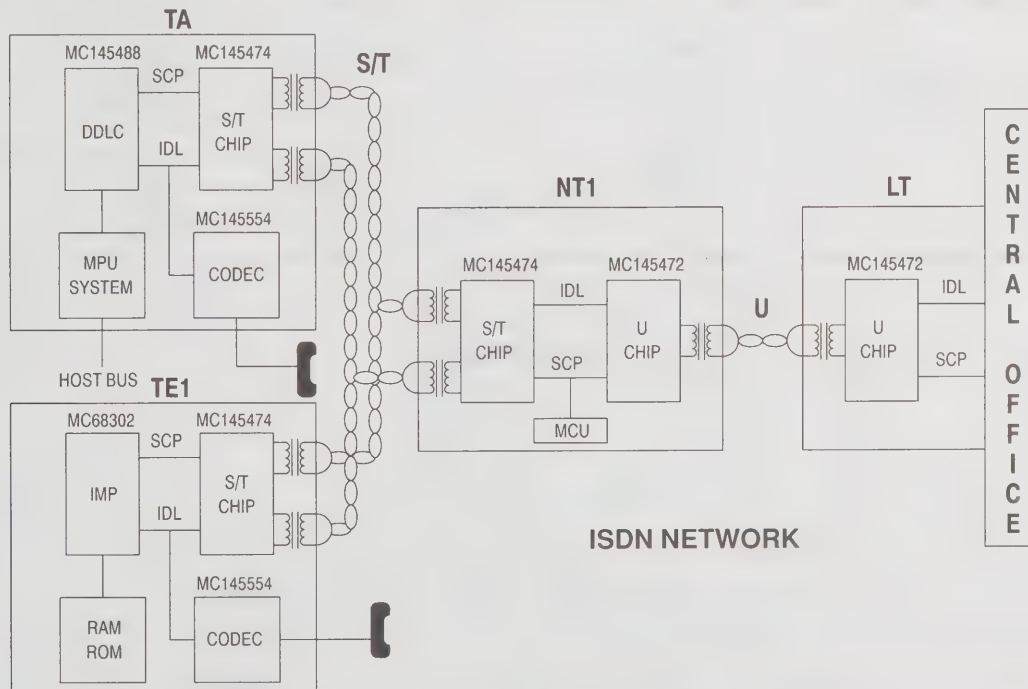 TA
MC145488
MC145474
SCP
DDLC
IDL
S/T
CHIP
MC145554
MPU
SYSTEM
CODEC
HOST BUS
S/T
TE1
MC68302
MC145474
SCP
IMP
IDL
S/T
CHIP
MC145554
RAM
ROM
CODEC
NT1
MC145474
MC145472
IDL
S/T
CHIP
SCP
U
CHIP
MCU
U
LT
MC145472
U
CHIP
IDL
SCP
CENTRAL OFFICE
ISDN NETWORK